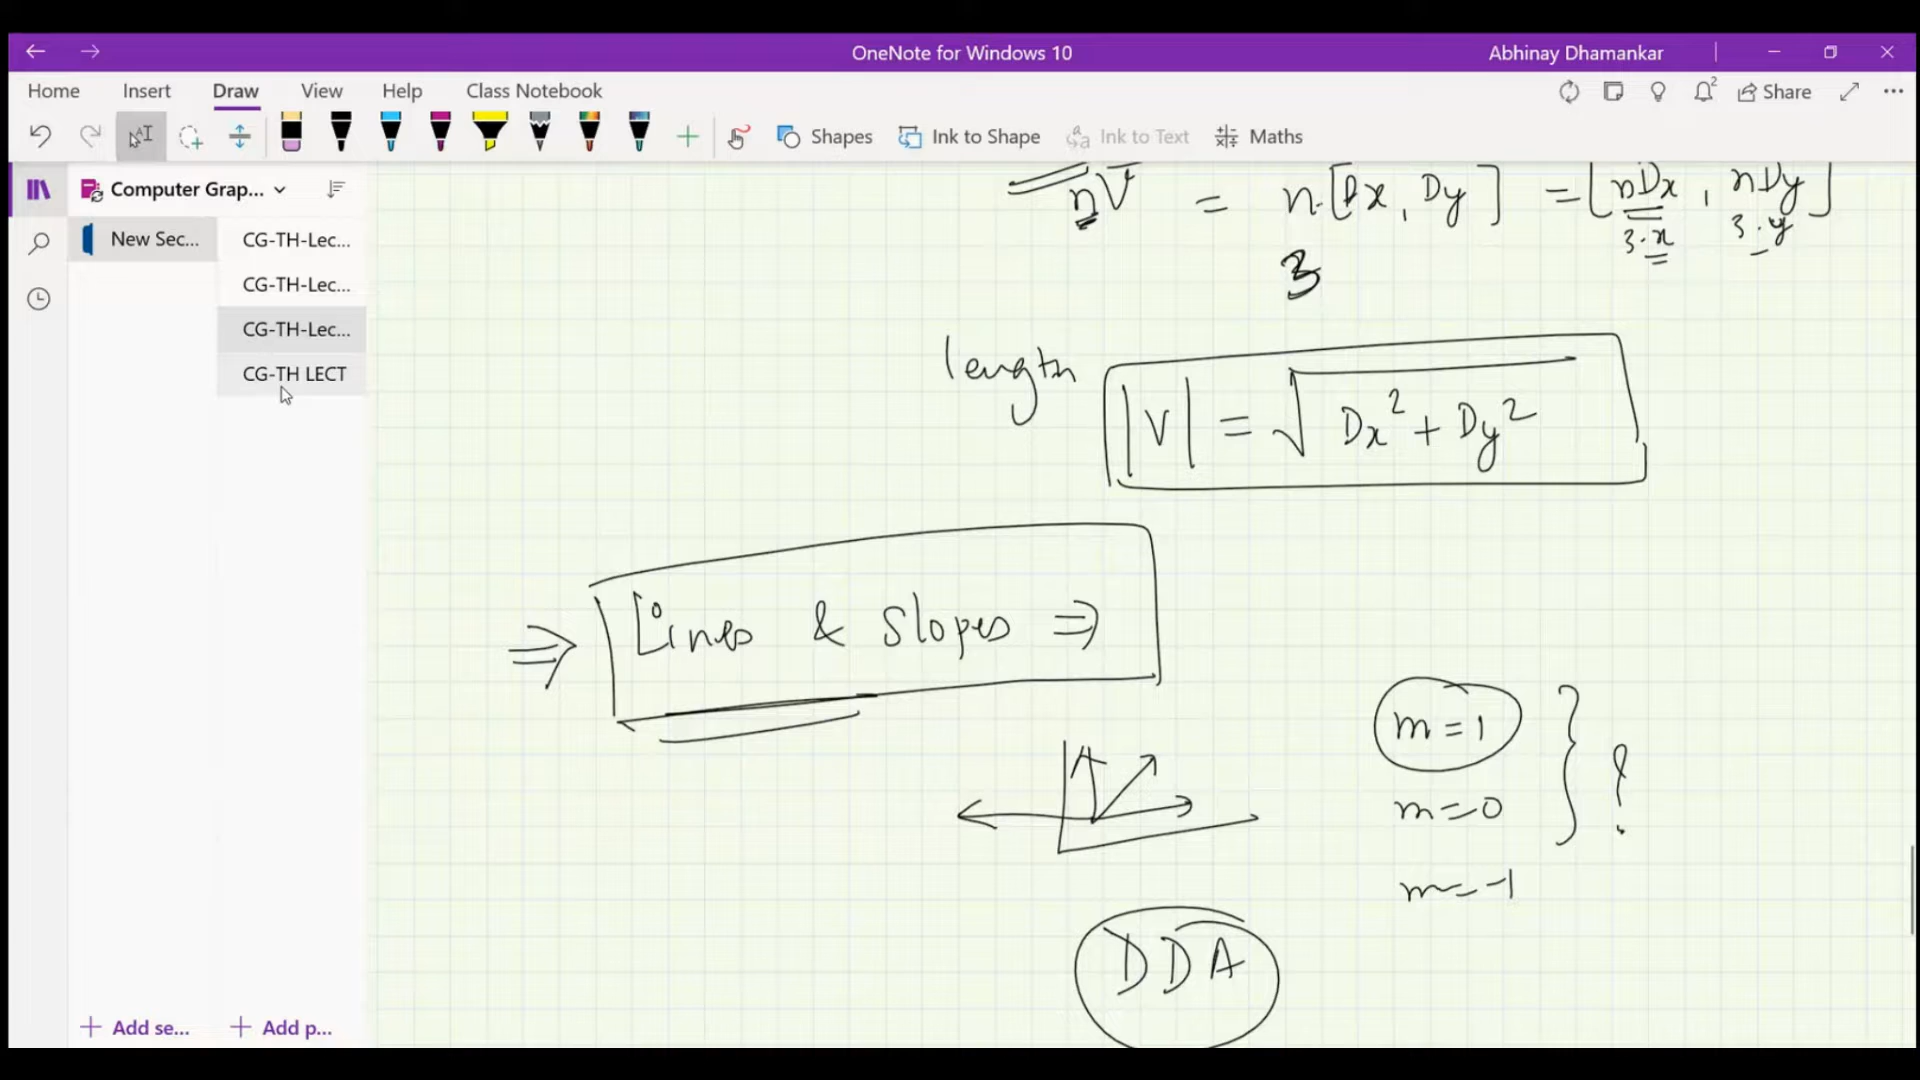 OneNote for Windows 10
Abhinay Dhamankar
Home Insert Draw View Help Class Notebook
2 Share
Shapes Ink to Shape Ink to Text Maths
Computer Grap...
New Sec...
CG-TH-Lec...
CG-TH-Lec...
CG-TH-Lec...
CG-TH LECT
nV = n.[Dx, Dy] = [nDx, nDy]
3.x 3.y
3
length |V| = √Dx²+Dy²
⇒ Lines & Slopes ⇒
m=1
m=0
m=-1
DDA
Add se... Add p...